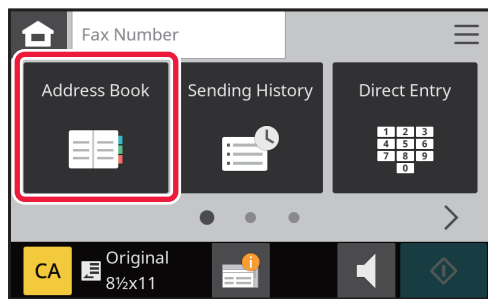 Fax Number
Address Book
Sending History
Direct Entry
1 2 3
4 5 6
7 8 9
0
CA
Original
8½x11
i